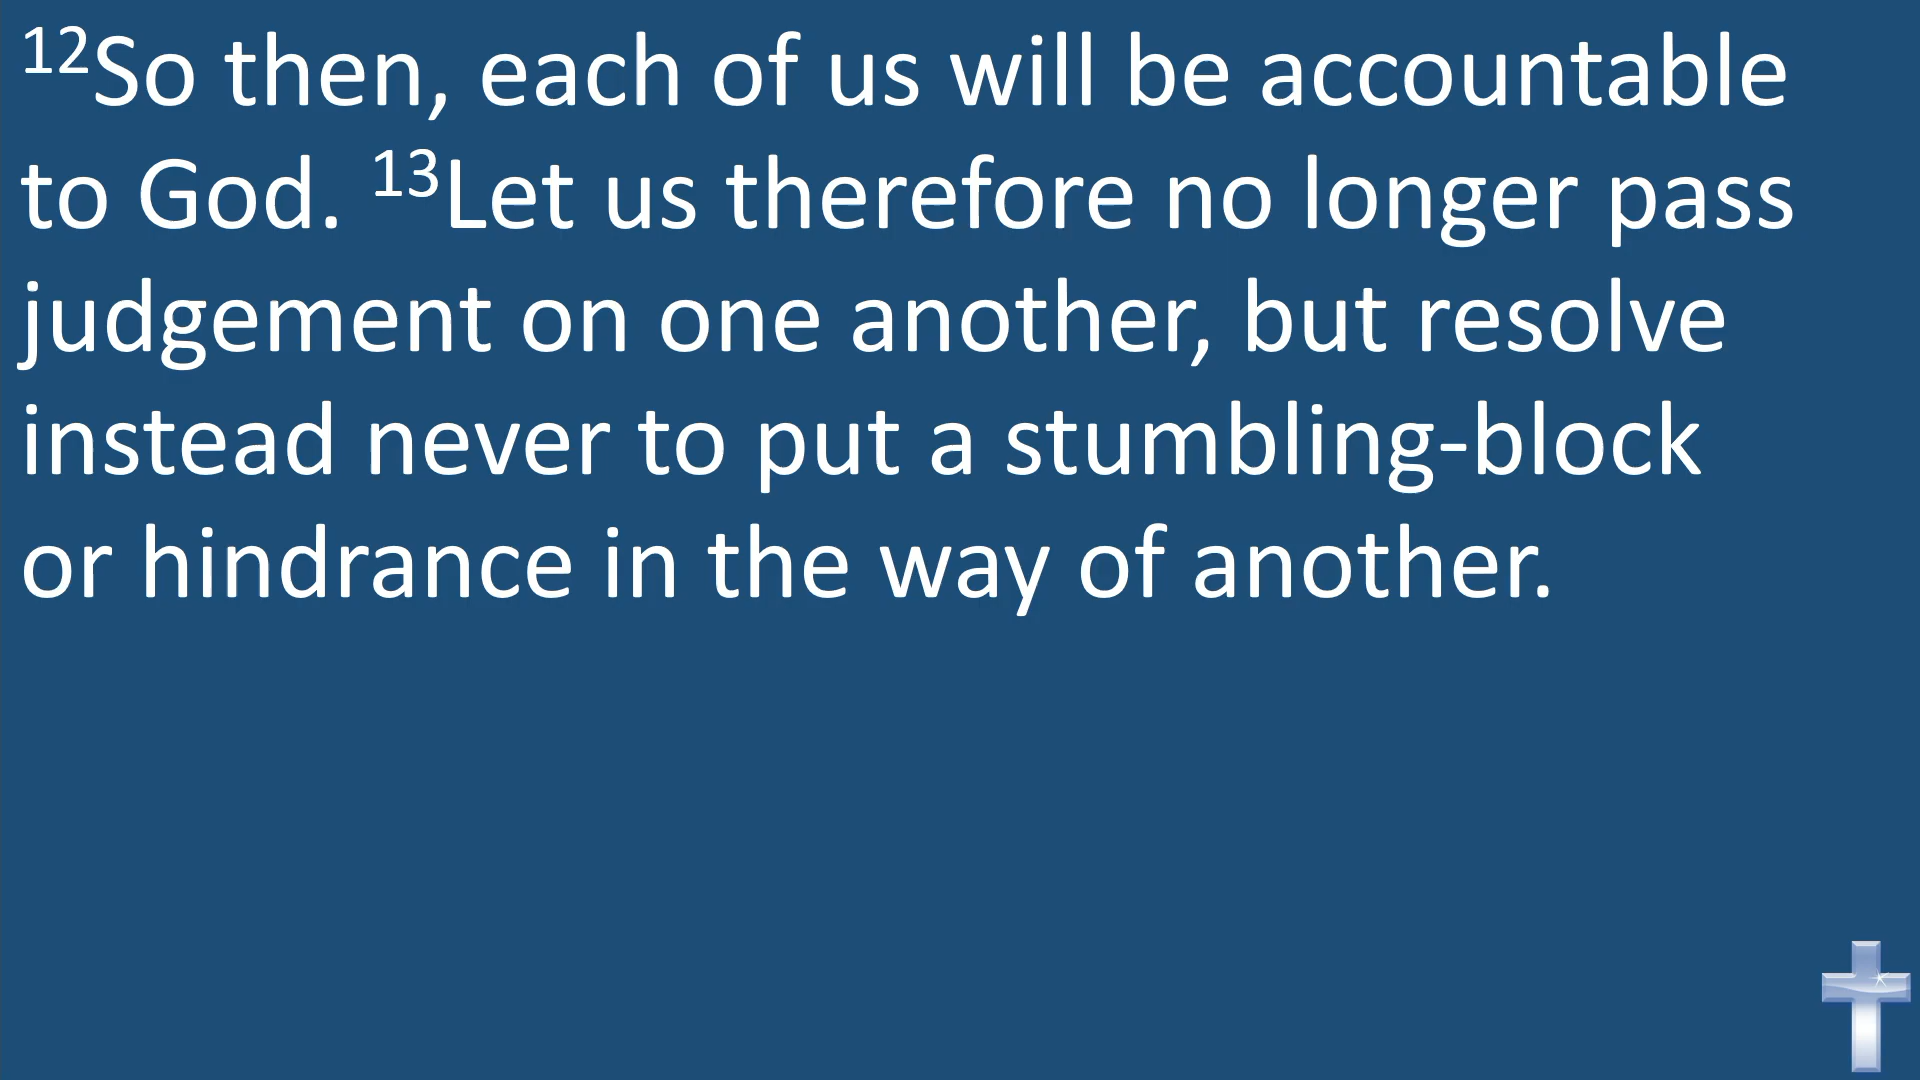 ¹²So then, each of us will be accountable
to God. ¹³Let us therefore no longer pass
judgement on one another, but resolve
instead never to put a stumbling-block
or hindrance in the way of another.